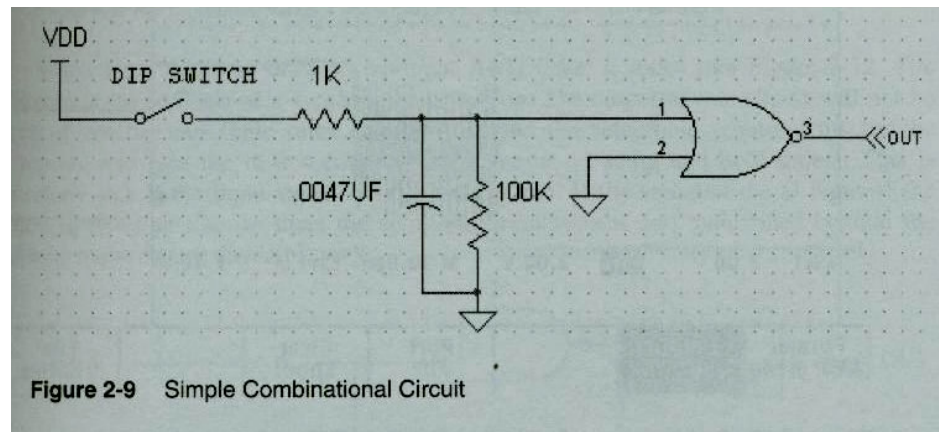 VDD
DIP SWITCH 1K
1
3
OUT
2
.0047UF 100K
Figure 2-9 Simple Combinational Circuit